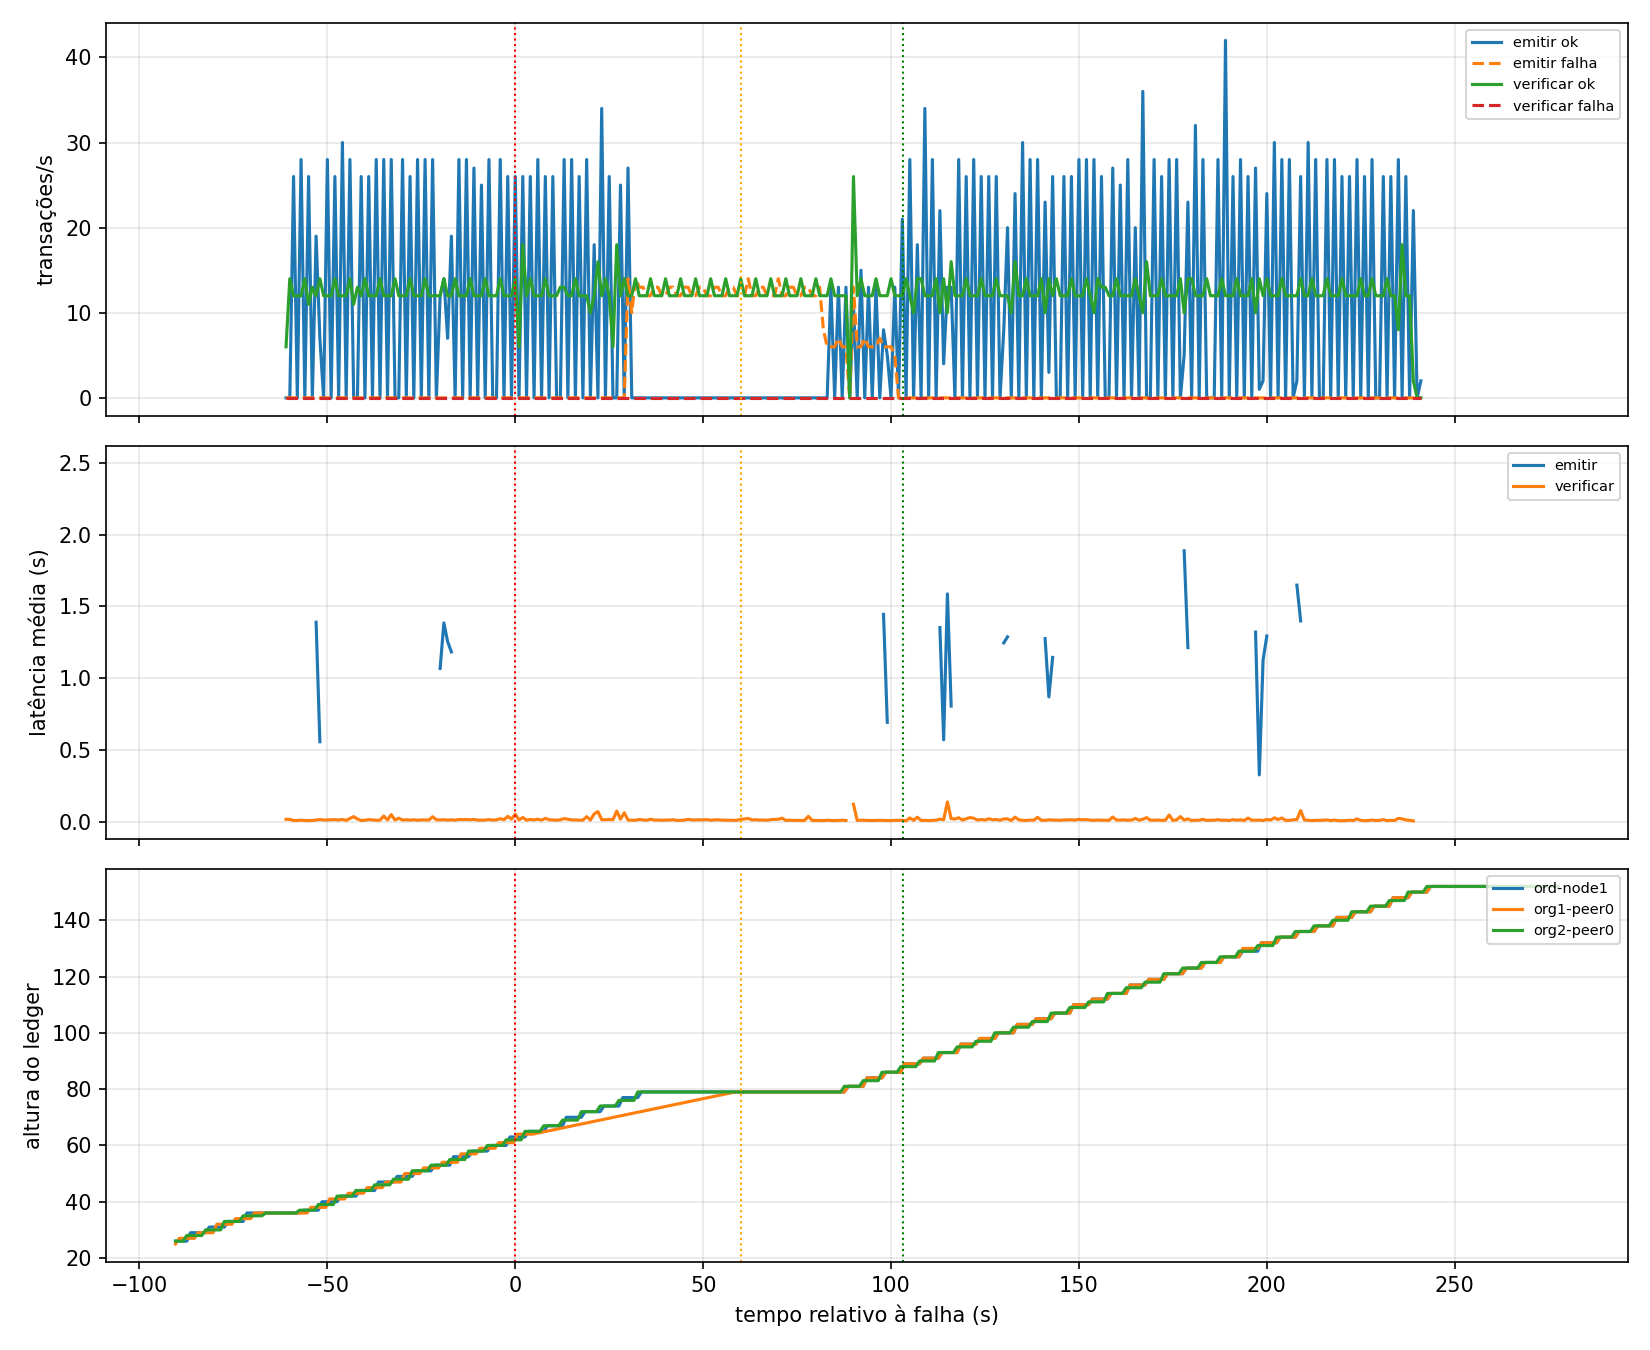 transações/s
40
30
20
10
0
emitir ok
emitir falha
verificar ok
verificar falha
latência média (s)
2.5
2.0
1.5
1.0
0.5
0.0
emitir
verificar
altura do ledger
140
120
100
80
60
40
20
ord-node1
org1-peer0
org2-peer0
−100
−50
0
50
100
150
200
250
tempo relativo à falha (s)